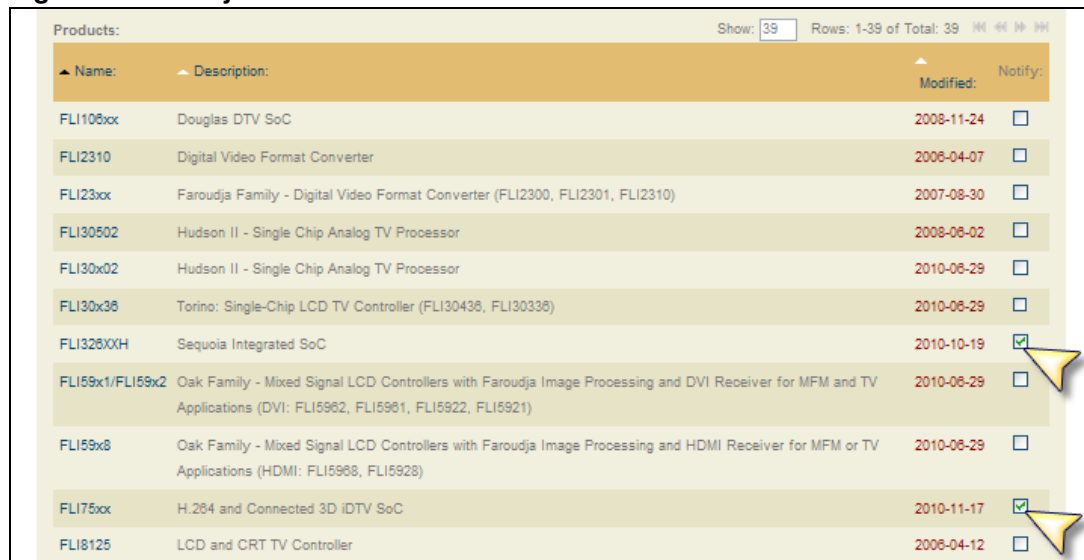 Products: Show: 39 Rows: 1-39 of Total: 39
Name: Description: Modified: Notify:
FLI106xx Douglas DTV SoC 2008-11-24
FLI2310 Digital Video Format Converter 2006-04-07
FLI23xx Faroudja Family - Digital Video Format Converter (FLI2300, FLI2301, FLI2310) 2007-08-30
FLI30502 Hudson II - Single Chip Analog TV Processor 2008-06-02
FLI30x02 Hudson II - Single Chip Analog TV Processor 2010-06-29
FLI30x36 Torino: Single-Chip LCD TV Controller (FLI30436, FLI30336) 2010-06-29
FLI326XXH Sequoia Integrated SoC 2010-10-19
FLI59x1/FLI59x2 Oak Family - Mixed Signal LCD Controllers with Faroudja Image Processing and DVI Receiver for MFM and TV 2010-06-29
Applications (DVI: FLI5962, FLI5961, FLI5922, FLI5921)
FLI59x8 Oak Family - Mixed Signal LCD Controllers with Faroudja Image Processing and HDMI Receiver for MFM or TV 2010-06-29
Applications (HDMI: FLI5968, FLI5928)
FLI75xx H.264 and Connected 3D iDTV SoC 2010-11-17
FLI8125 LCD and CRT TV Controller 2006-04-12